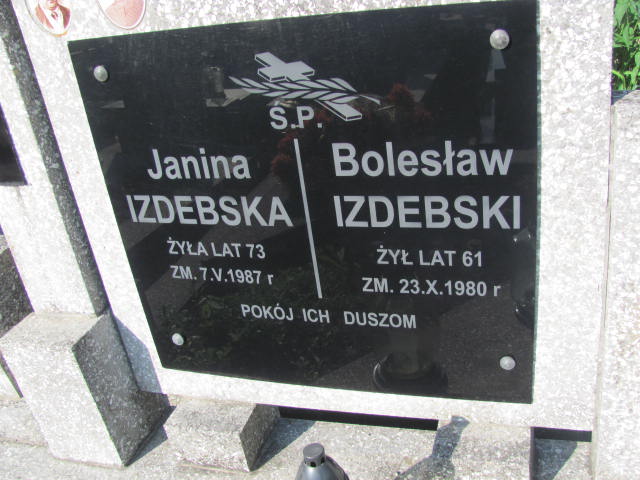 S.P.
Janina
IZDEBSKA
ŻYŁA LAT 73
ZM. 7.V.1987 r
Bolesław
IZDEBSKI
ŻYŁ LAT 61
ZM. 23.X.1980 r
POKÓJ ICH DUSZOM